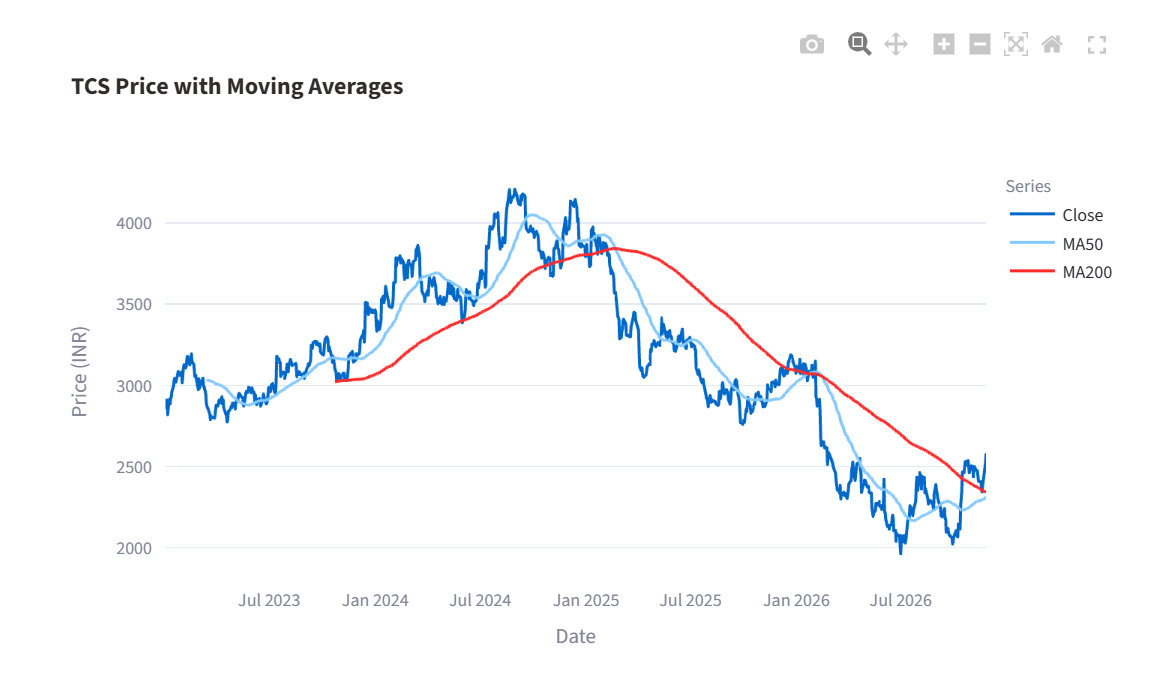 TCS Price with Moving Averages
Series
Close
MA50
MA200
Price (INR)
4000
3500
3000
2500
2000
Jul 2023 Jan 2024 Jul 2024 Jan 2025 Jul 2025 Jan 2026 Jul 2026
Date